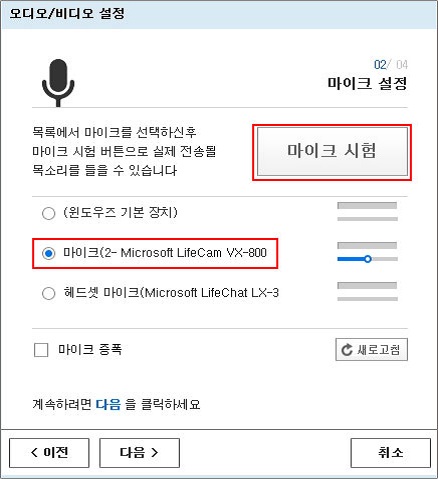 오디오/비디오 설정
02/ 04
마이크 설정
목록에서 마이크를 선택하신후
마이크 시험 버튼으로 실제 전송될
목소리를 들을 수 있습니다
마이크 시험
(윈도우즈 기본 장치)
마이크(2- Microsoft LifeCam VX-800
헤드셋 마이크(Microsoft LifeChat LX-3
마이크 증폭
새로고침
계속하려면 다음 을 클릭하세요
< 이전
다음 >
취소